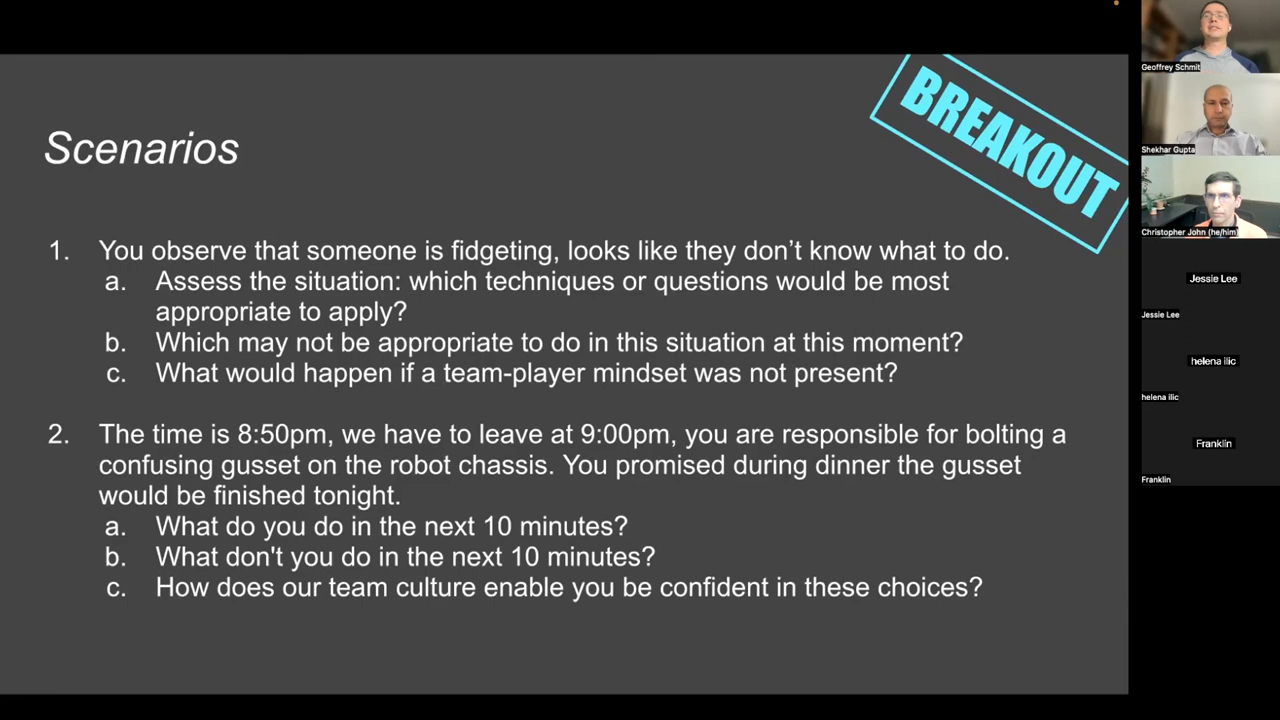 BREAKOUT
Scenarios
1. You observe that someone is fidgeting, looks like they don’t know what to do.
a. Assess the situation: which techniques or questions would be most
appropriate to apply?
b. Which may not be appropriate to do in this situation at this moment?
c. What would happen if a team-player mindset was not present?
2. The time is 8:50pm, we have to leave at 9:00pm, you are responsible for bolting a
confusing gusset on the robot chassis. You promised during dinner the gusset
would be finished tonight.
a. What do you do in the next 10 minutes?
b. What don't you do in the next 10 minutes?
c. How does our team culture enable you be confident in these choices?
Geoffrey Schmit
Shekhar Gupta
Christopher John (he/him)
Jessie Lee
Jessie Lee
helena ilic
helena ilic
Franklin
Franklin